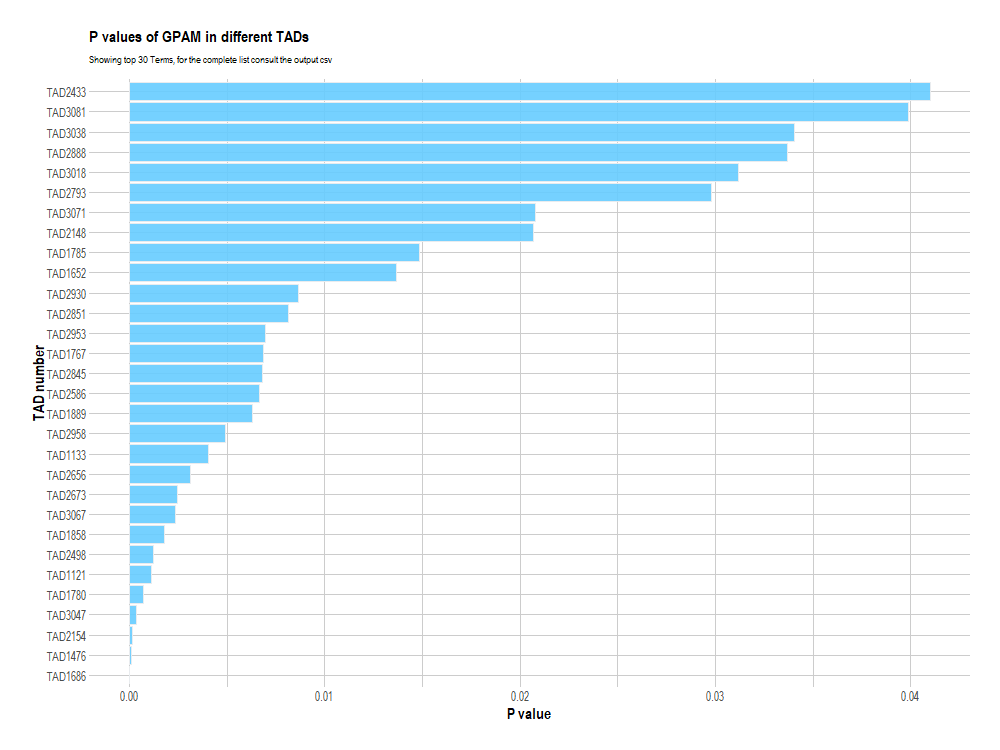 P values of GPAM in different TADs
Showing top 30 Terms, for the complete list consult the output csv
TAD number
TAD2433
TAD3081
TAD3038
TAD2888
TAD3018
TAD2793
TAD3071
TAD2148
TAD1785
TAD1652
TAD2930
TAD2851
TAD2953
TAD1767
TAD2845
TAD2586
TAD1889
TAD2958
TAD1133
TAD2656
TAD2673
TAD3067
TAD1858
TAD2498
TAD1121
TAD1780
TAD3047
TAD2154
TAD1476
TAD1686
0.00 0.01 0.02 0.03 0.04
P value